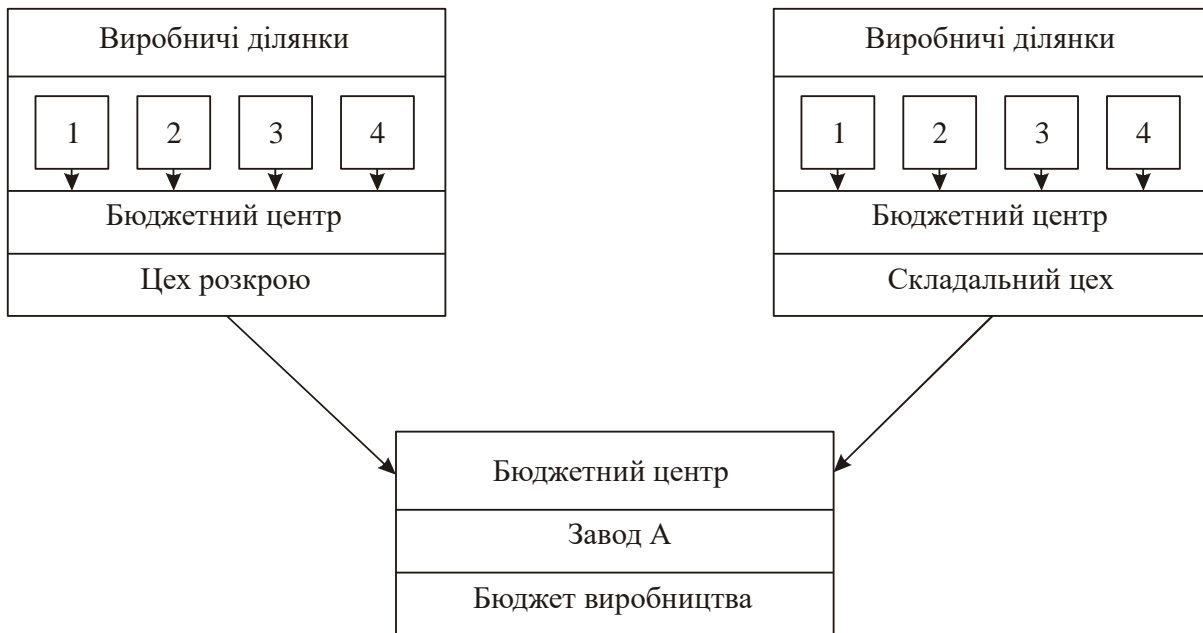 Виробничі ділянки
1 2 3 4
Бюджетний центр
Цех розкрою
Виробничі ділянки
1 2 3 4
Бюджетний центр
Складальний цех
Бюджетний центр
Завод А
Бюджет виробництва